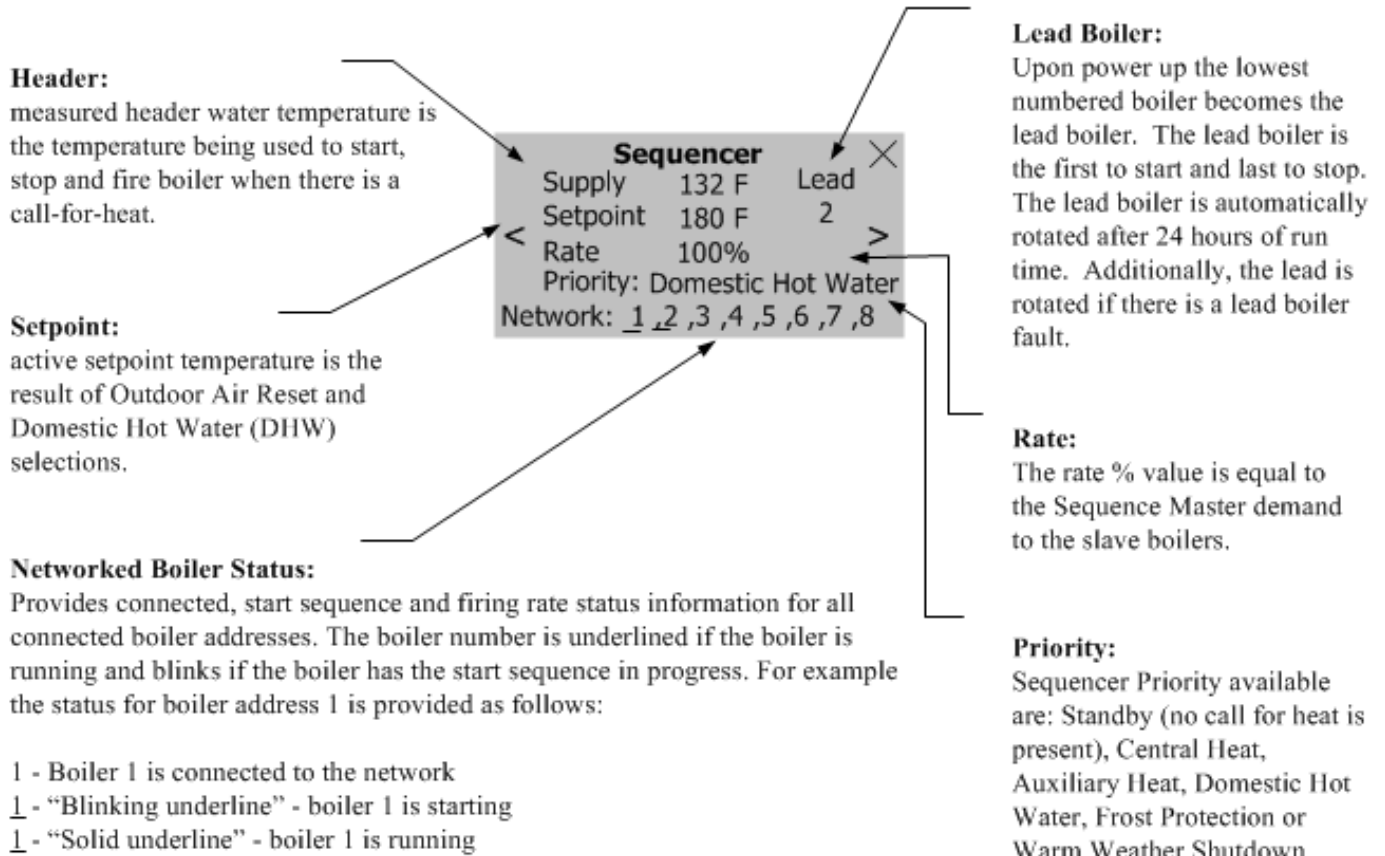 Header:
measured header water temperature is
the temperature being used to start,
stop and fire boiler when there is a
call-for-heat.
Setpoint:
active setpoint temperature is the
result of Outdoor Air Reset and
Domestic Hot Water (DHW)
selections.
Sequencer
Supply 132 F Lead
Setpoint 180 F 2
< >
Rate 100%
Priority: Domestic Hot Water
Network: 1 ,2 ,3 ,4 ,5 ,6 ,7 ,8
Networked Boiler Status:
Provides connected, start sequence and firing rate status information for all
connected boiler addresses. The boiler number is underlined if the boiler is
running and blinks if the boiler has the start sequence in progress. For example
the status for boiler address 1 is provided as follows:
1 - Boiler 1 is connected to the network
1 - “Blinking underline” - boiler 1 is starting
1 - “Solid underline” - boiler 1 is running
Lead Boiler:
Upon power up the lowest
numbered boiler becomes the
lead boiler. The lead boiler is
the first to start and last to stop.
The lead boiler is automatically
rotated after 24 hours of run
time. Additionally, the lead is
rotated if there is a lead boiler
fault.
Rate:
The rate % value is equal to
the Sequence Master demand
to the slave boilers.
Priority:
Sequencer Priority available
are: Standby (no call for heat is
present), Central Heat,
Auxiliary Heat, Domestic Hot
Water, Frost Protection or
Warm Weather Shutdown